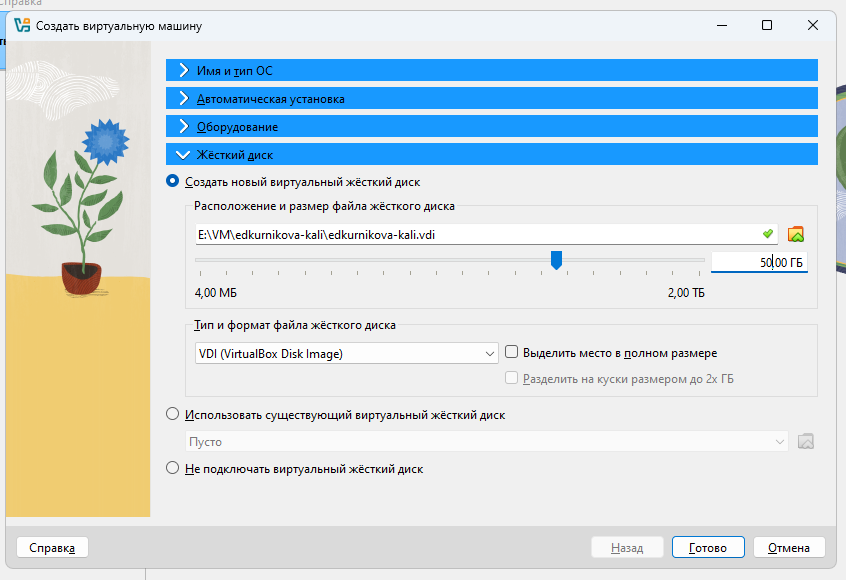 Справка
Создать виртуальную машину
Имя и тип ОС
Автоматическая установка
Оборудование
Жёсткий диск
Создать новый виртуальный жёсткий диск
Расположение и размер файла жёсткого диска
E:\VM\edkurnikova-kali\edkurnikova-kali.vdi
50,00 ГБ
4,00 МБ
2,00 ТБ
Тип и формат файла жёсткого диска
VDI (VirtualBox Disk Image)
Выделить место в полном размере
Разделить на куски размером до 2х ГБ
Использовать существующий виртуальный жёсткий диск
Пусто
Не подключать виртуальный жёсткий диск
Справка
Назад
Готово
Отмена